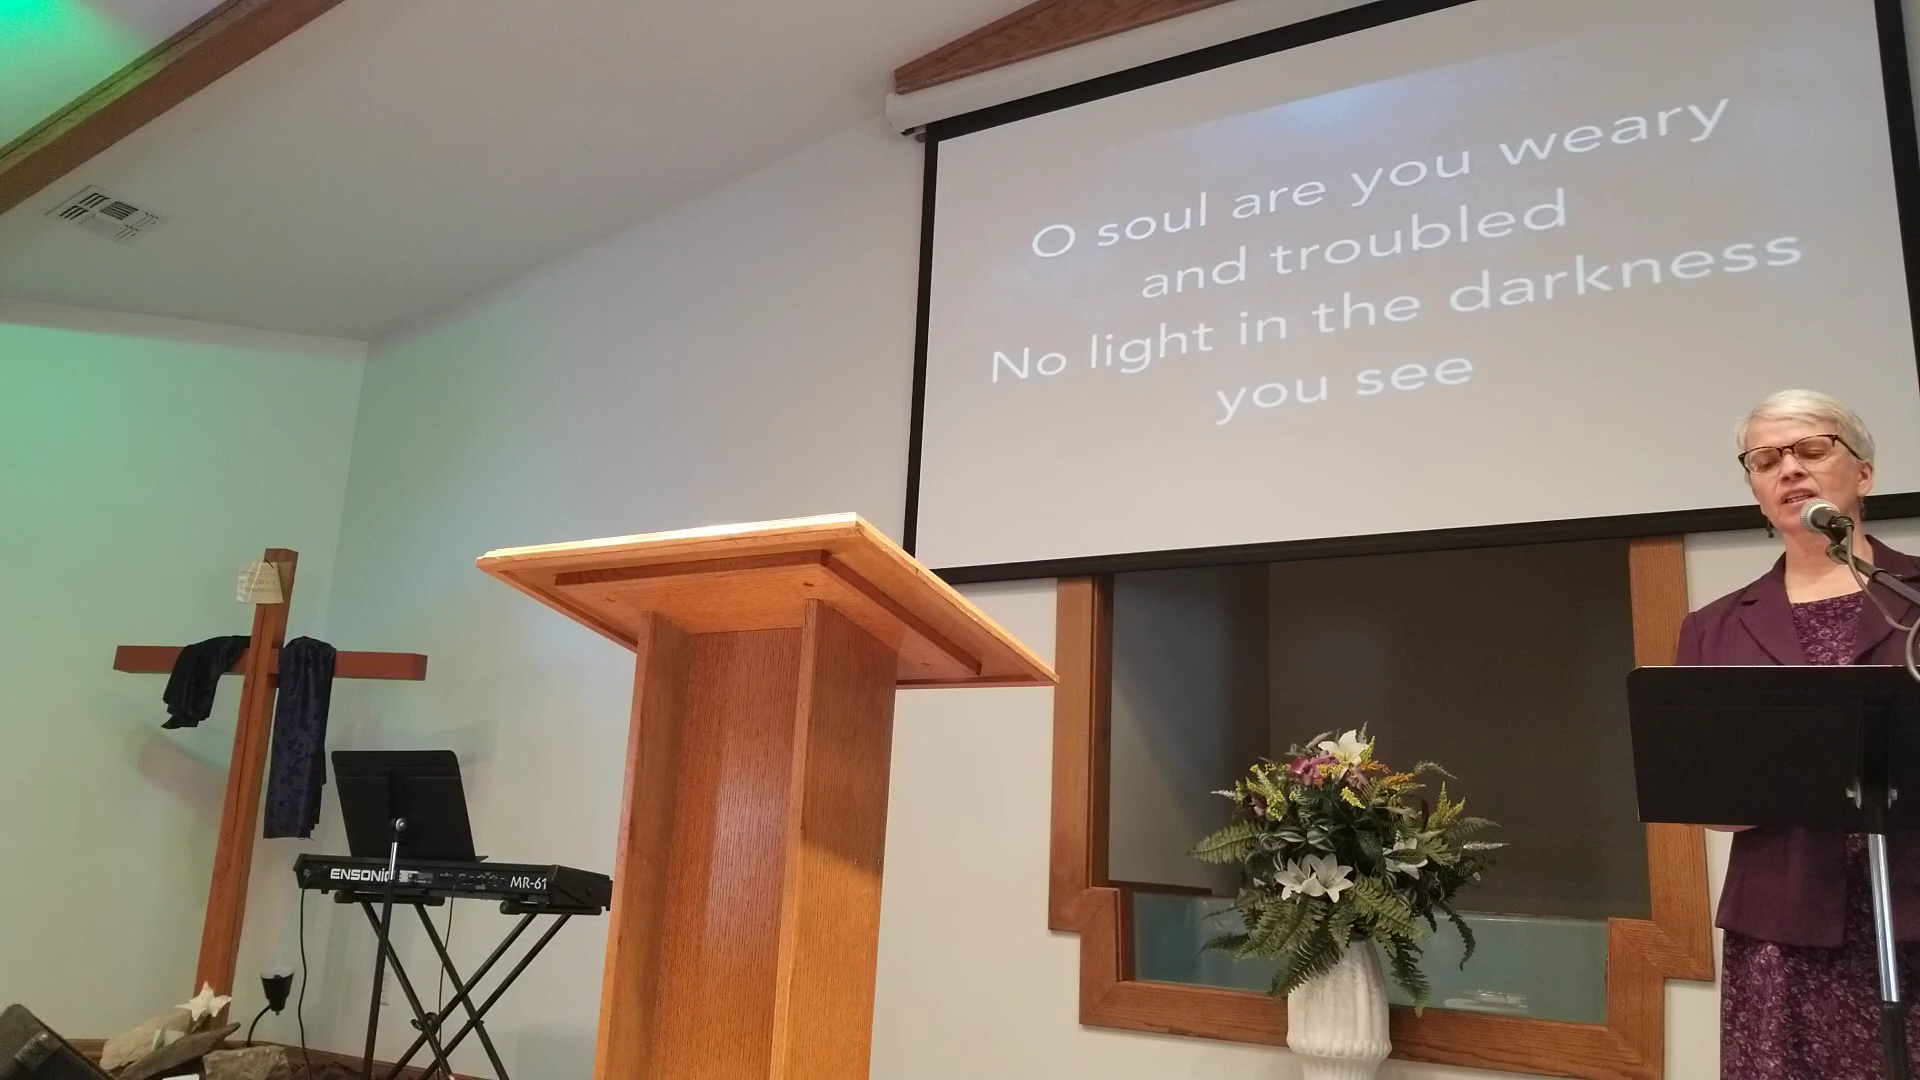 O soul are you weary
and troubled
No light in the darkness
you see
ENSONIQ
MR-61